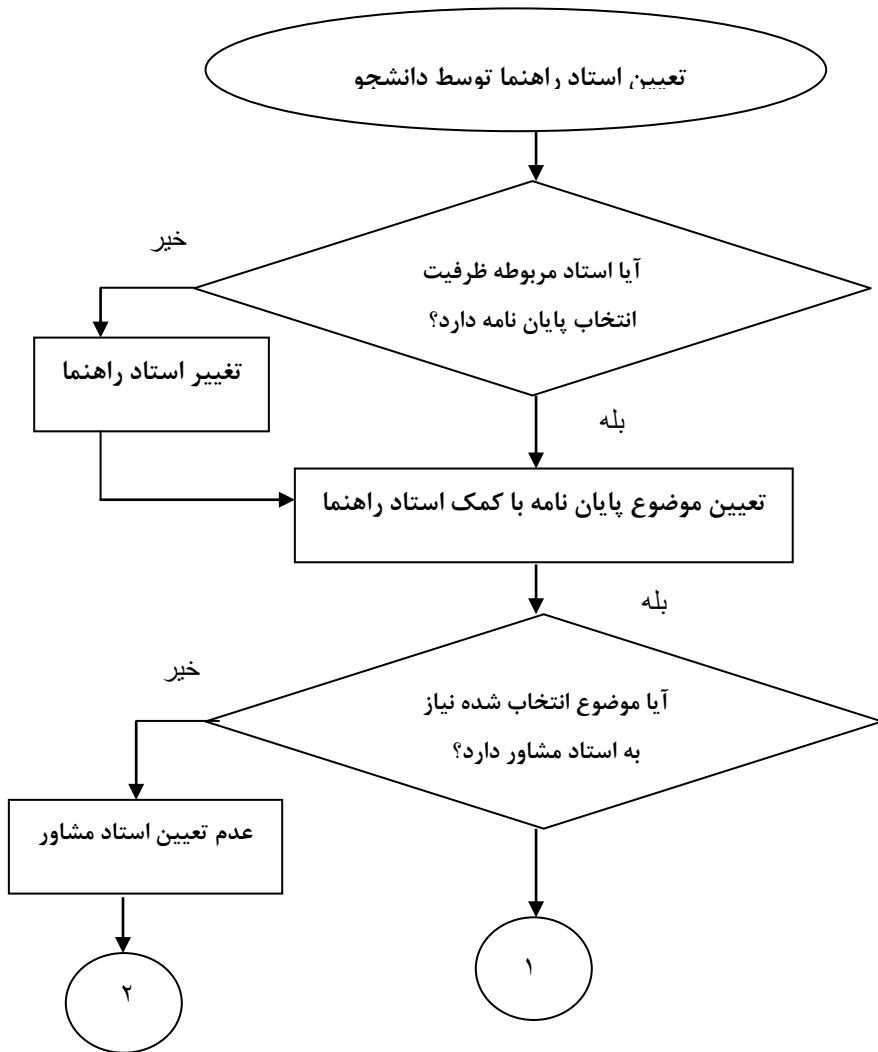 تعیین استاد راهنما توسط دانشجو
خیر
آیا استاد مربوطه ظرفیت
انتخاب پایان نامه دارد؟
تغییر استاد راهنما
بله
تعیین موضوع پایان نامه با کمک استاد راهنما
بله
خیر
آیا موضوع انتخاب شده نیاز
به استاد مشاور دارد؟
عدم تعیین استاد مشاور
۱
۲